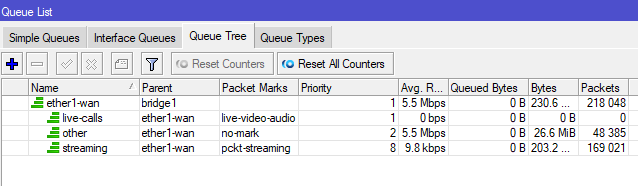 Queue List
Simple Queues Interface Queues Queue Tree Queue Types
Reset Counters Reset All Counters
Name Parent Packet Marks Priority Avg. R... Queued Bytes Bytes Packets
ether1-wan bridge1 1 5.5 Mbps 0 B 230.6 ... 218 048
live-calls ether1-wan live-video-audio 1 0 bps 0 B 0 B 0
other ether1-wan no-mark 2 5.5 Mbps 0 B 26.6 MiB 48 385
streaming ether1-wan pckt-streaming 8 9.8 kbps 0 B 203.2 ... 169 021